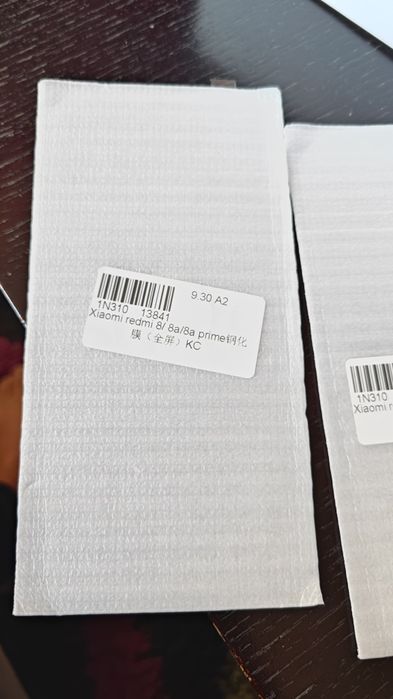 9.30 A2
1N310 13841
Xiaomi redmi 8/ 8a/8a prime钢化
膜（全屏）KC
1N310
Xiaomi r